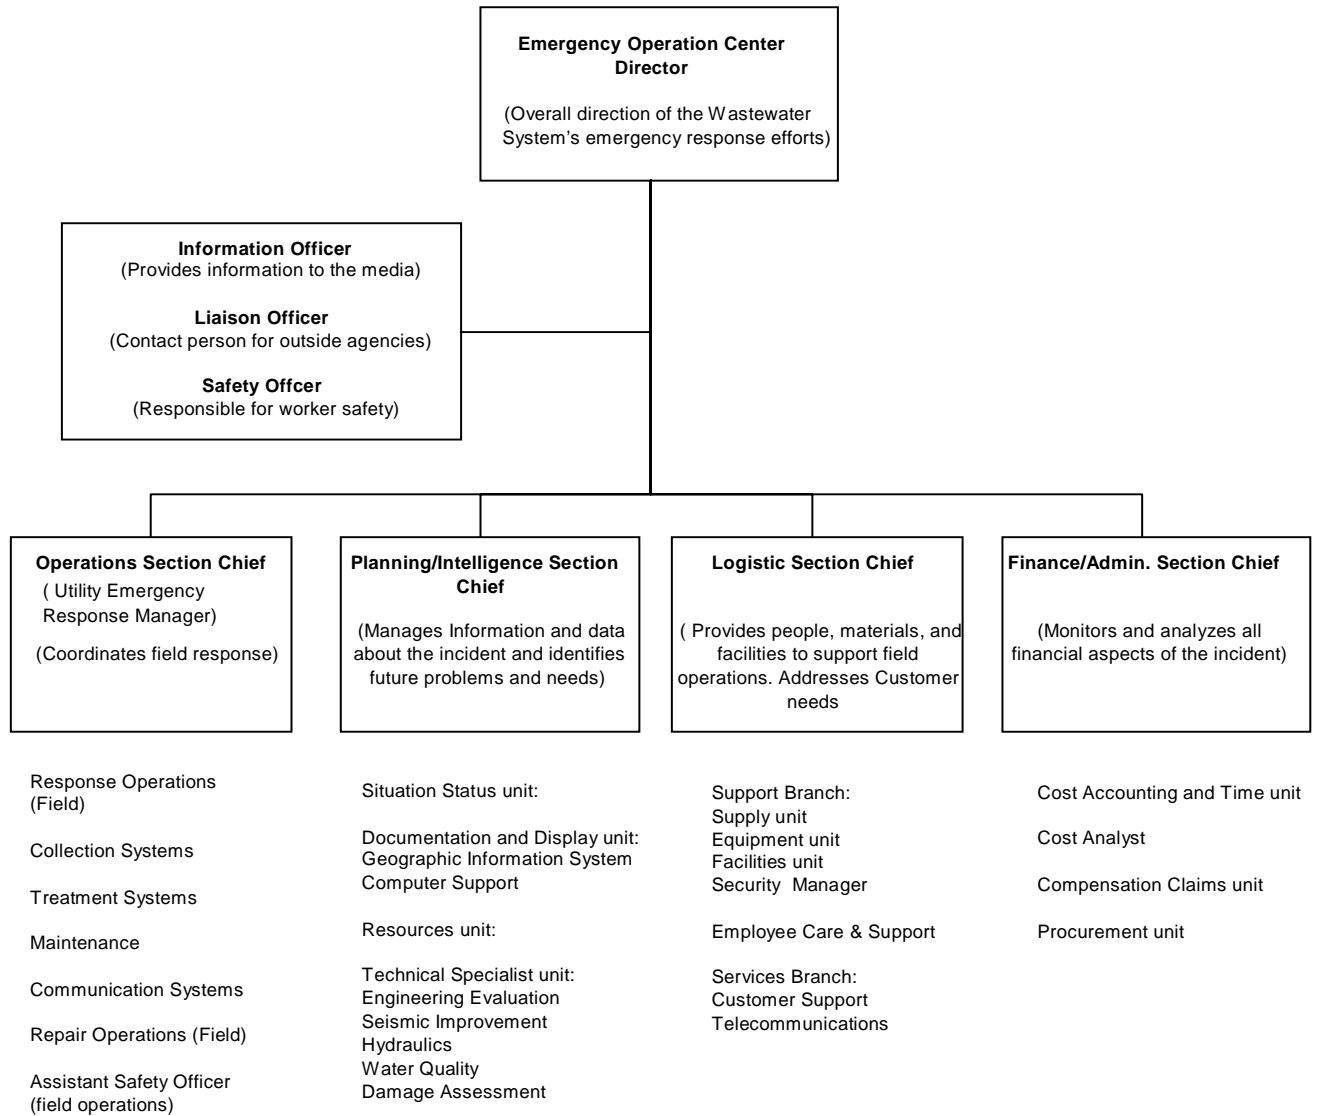 Emergency Operation Center
Director
(Overall direction of the Wastewater
System's emergency response efforts)
Information Officer
(Provides information to the media)
Liaison Officer
(Contact person for outside agencies)
Safety Offcer
(Responsible for worker safety)
Operations Section Chief
( Utility Emergency
Response Manager)
(Coordinates field response)
Planning/Intelligence Section
Chief
(Manages Information and data
about the incident and identifies
future problems and needs)
Logistic Section Chief
( Provides people, materials, and
facilities to support field
operations. Addresses Customer
needs
Finance/Admin. Section Chief
(Monitors and analyzes all
financial aspects of the incident)
Response Operations
(Field)
Collection Systems
Treatment Systems
Maintenance
Communication Systems
Repair Operations (Field)
Assistant Safety Officer
(field operations)
Situation Status unit:
Documentation and Display unit:
Geographic Information System
Computer Support
Resources unit:
Technical Specialist unit:
Engineering Evaluation
Seismic Improvement
Hydraulics
Water Quality
Damage Assessment
Support Branch:
Supply unit
Equipment unit
Facilities unit
Security Manager
Employee Care & Support
Services Branch:
Customer Support
Telecommunications
Cost Accounting and Time unit
Cost Analyst
Compensation Claims unit
Procurement unit